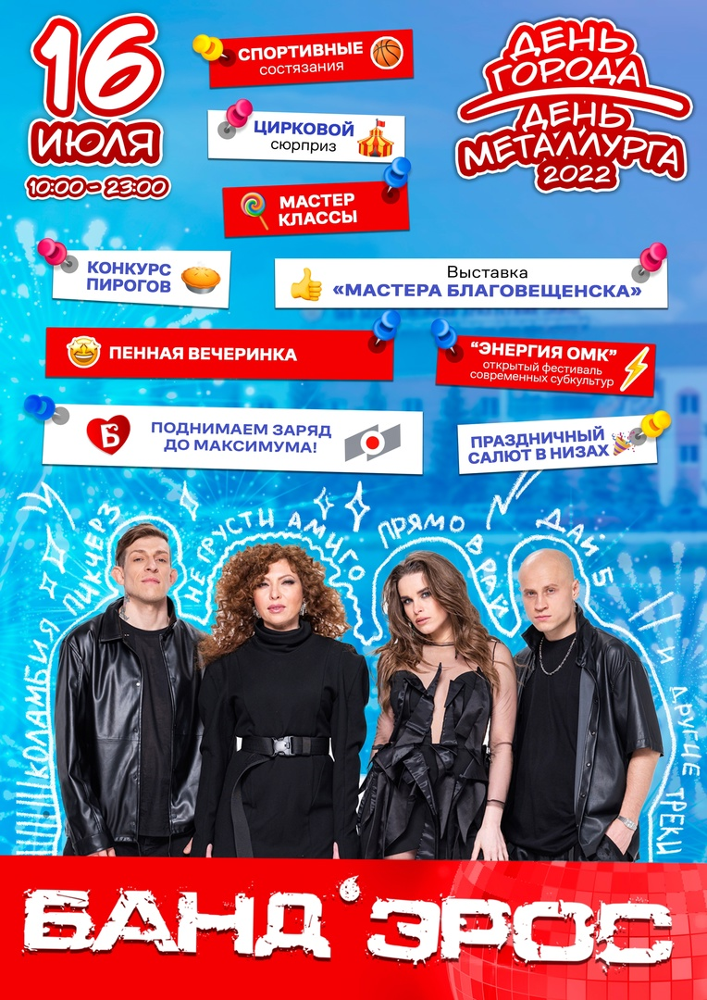 16
ИЮЛЯ
10:00 – 23:00
СПОРТИВНЫЕ
состязания
ДЕНЬ
ГОРОДА
ДЕНЬ
МЕТАЛЛУРГА
2022
ЦИРКОВОЙ
сюрприз
МАСТЕР
КЛАССЫ
КОНКУРС
ПИРОГОВ
Выставка
«МАСТЕРА БЛАГОВЕЩЕНСКА»
ПЕННАЯ ВЕЧЕРИНКА
“ЭНЕРГИЯ ОМК”
открытый фестиваль
современных субкультур
Б
ПОДНИМАЕМ ЗАРЯД
ДО МАКСИМУМА!
ПРАЗДНИЧНЫЙ
САЛЮТ В НИЗАХ
КОЛАМБИЯ ПИКЧЕРЗ
НЕ ГРУСТИ АМИГО
ПРЯМО В РАЙ
ДАЙ 5
И ДРУГИЕ ТРЕКИ
БАНД'ЭРОС